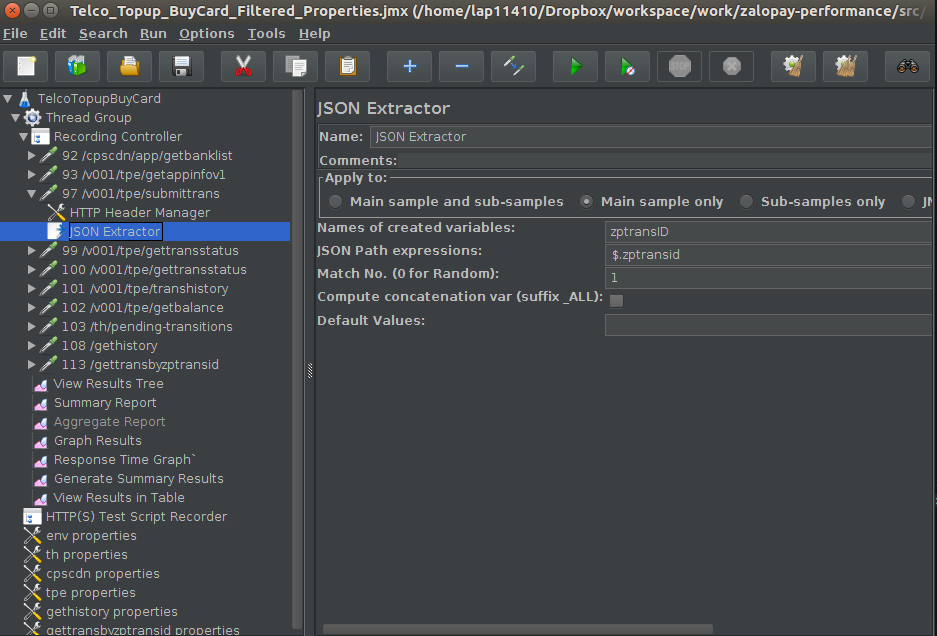 Telco_Topup_BuyCard_Filtered_Properties.jmx (/home/lap11410/Dropbox/workspace/work/zalopay-performance/src/
File Edit Search Run Options Tools Help
TelcoTopupBuyCard
Thread Group
Recording Controller
92 /cpscdn/app/getbanklist
93 /v001/tpe/getappinfov1
97 /v001/tpe/submittrans
HTTP Header Manager
JSON Extractor
99 /v001/tpe/gettransstatus
100 /v001/tpe/gettransstatus
101 /v001/tpe/transhistory
102 /v001/tpe/getbalance
103 /th/pending-transitions
108 /gethistory
113 /gettransbyzptransid
View Results Tree
Summary Report
Aggregate Report
Graph Results
Response Time Graph`
Generate Summary Results
View Results in Table
HTTP(S) Test Script Recorder
env properties
th properties
cpscdn properties
tpe properties
gethistory properties
gettransbyzptransid properties
JSON Extractor
Name: JSON Extractor
Comments:
Apply to:
Main sample and sub-samples Main sample only Sub-samples only
Names of created variables: zptransID
JSON Path expressions: $.zptransid
Match No. (0 for Random): 1
Compute concatenation var (suffix _ALL):
Default Values: